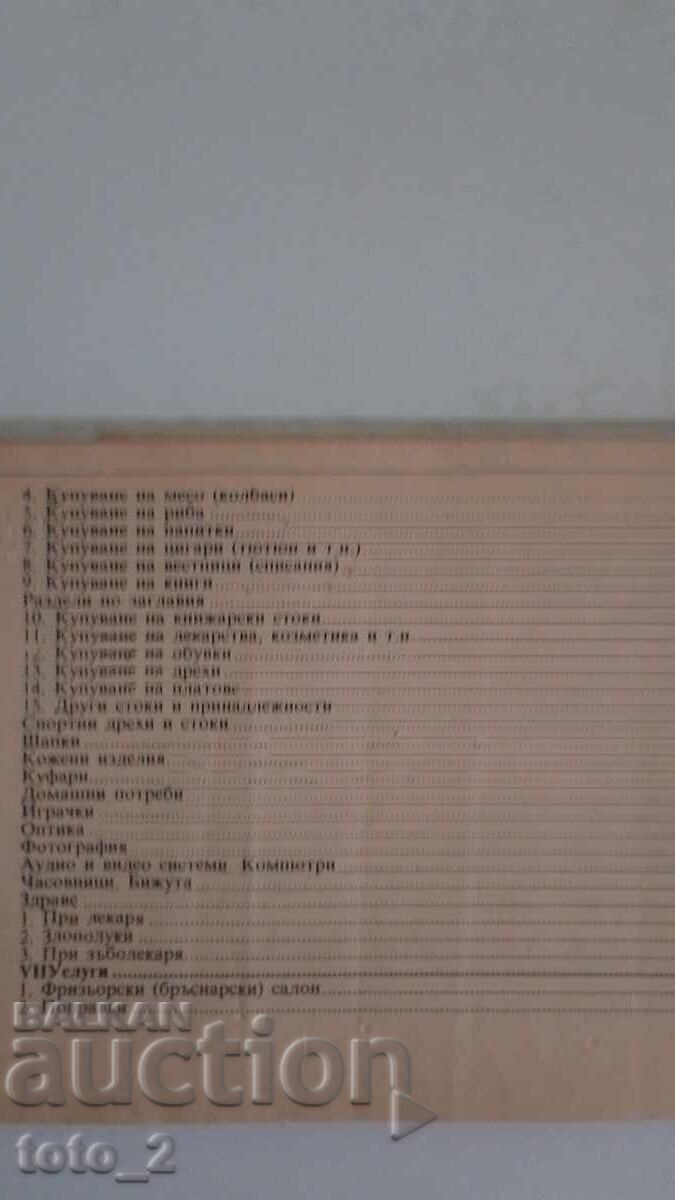 4. Купуване на месо (колбаси)
5. Купуване на риба
6. Купуване на напитки
7. Купуване на цигари (тютюн и т.н.)
8. Купуване на вестници (списания)
9. Купуване на книги
Раздели по заглавия
10. Купуване на книжарски стоки
11. Купуване на лекарства, козметика и т.н
12. Купуване на обувки
13. Купуване на дрехи
14. Купуване на платове
15. Други стоки и принадлежности
Спортни дрехи и стоки
Шапки
Кожени изделия
Куфари
Домашни потреби
Играчки
Оптика
Фотография
Аудио и видео системи. Компютри
Часовници. Бижута
Здраве
1. При лекаря
2. Злополуки
3. При зъболекаря
VIIУслуги
1. Фризьорски (бръснарски) салон
2. Поправки
BALKAN
auction
toto_2